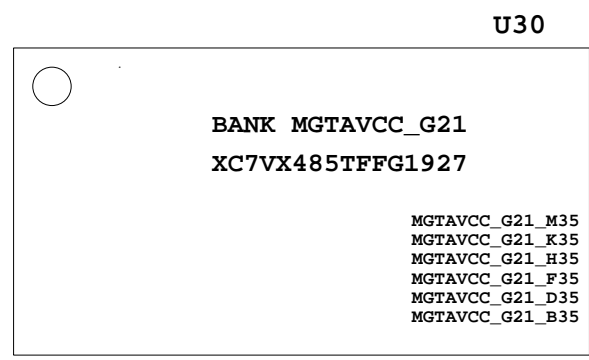 U30
BANK MGTAVCC_G21
XC7VX485TFFG1927
MGTAVCC_G21_M35
MGTAVCC_G21_K35
MGTAVCC_G21_H35
MGTAVCC_G21_F35
MGTAVCC_G21_D35
MGTAVCC_G21_B35